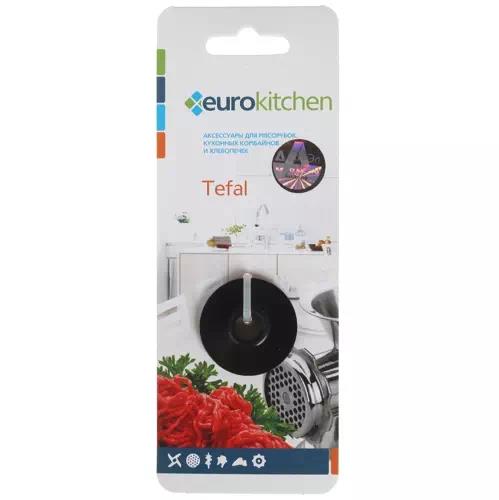 eurokitchen
АКСЕССУАРЫ ДЛЯ МЯСОРУБОК,
КУХОННЫХ КОМБАЙНОВ
И ХЛЕБОПЕЧЕК
Tefal